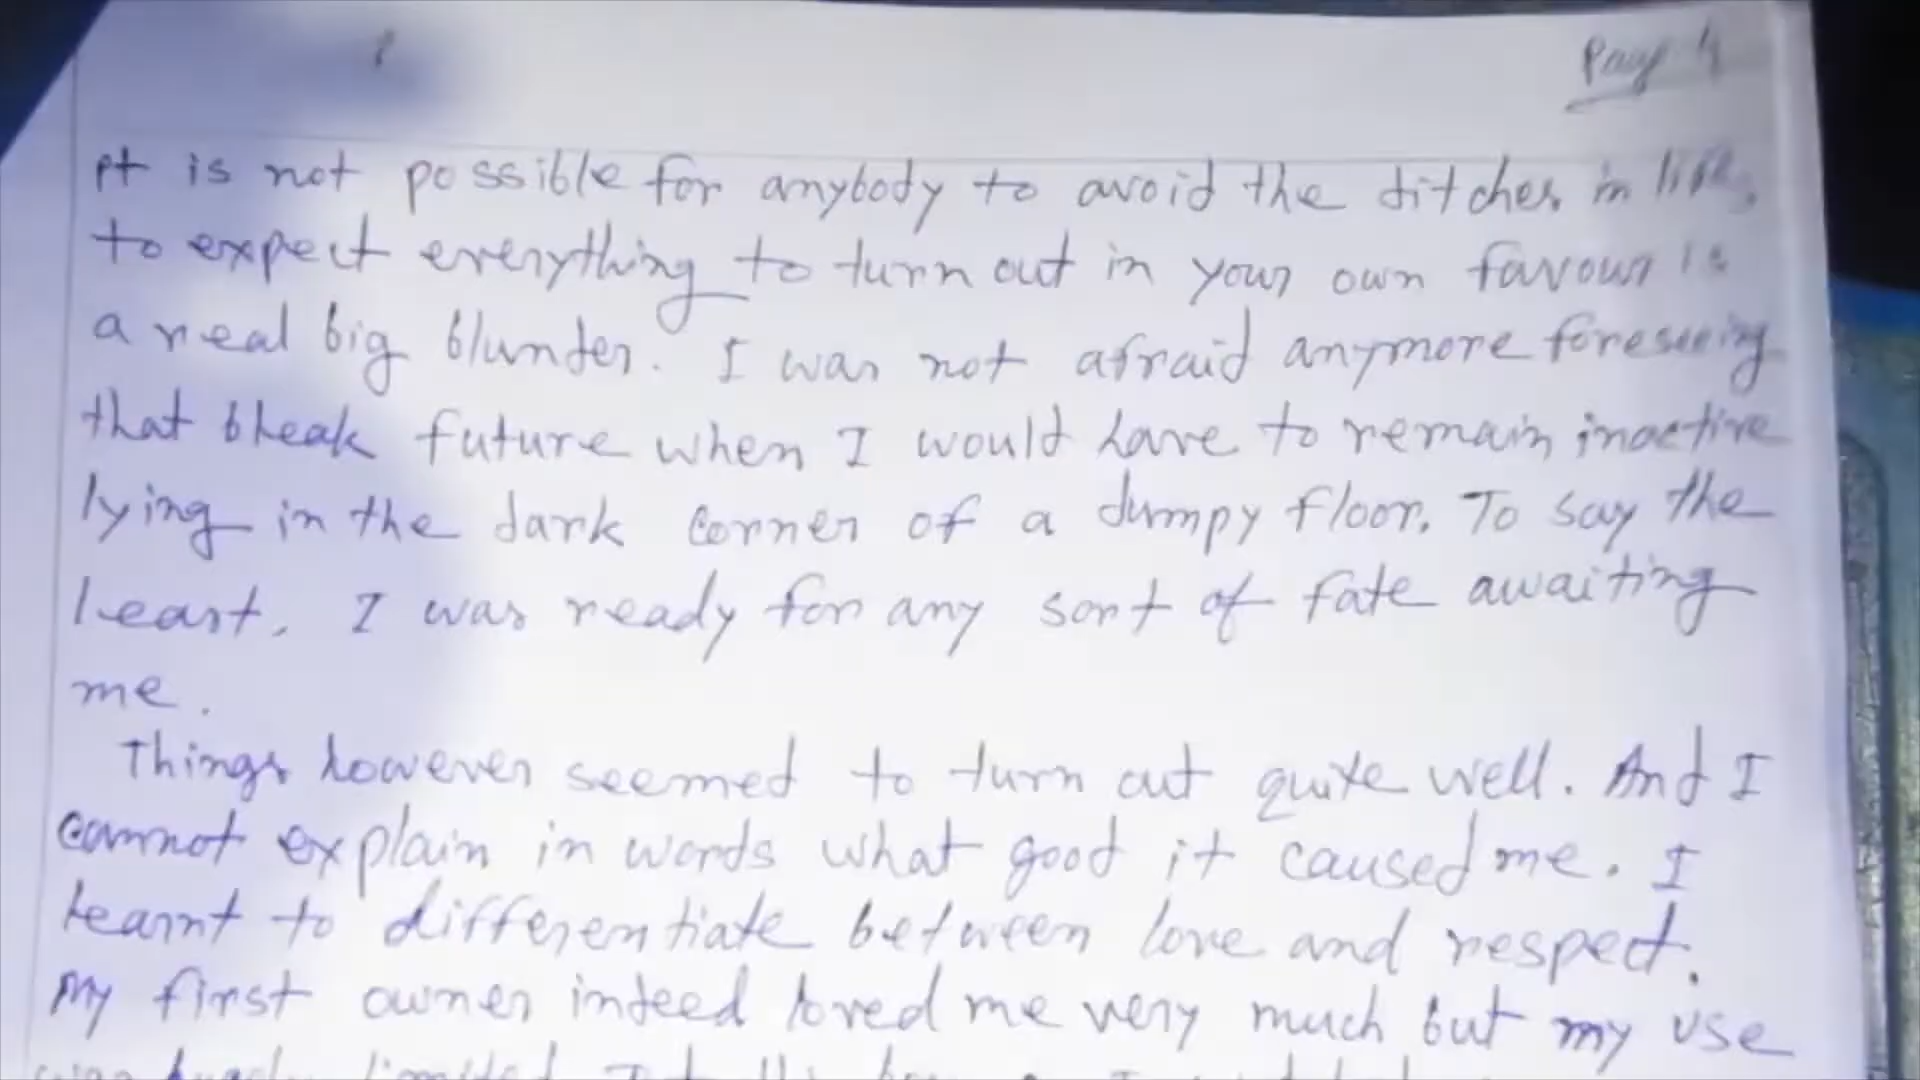 Page 4
It is not possible for anybody to avoid the ditches in life,
to expect everything to turn out in your own favour is
a real big blunder. I was not afraid anymore foreseeing
that bleak future when I would have to remain inactive
lying in the dark corner of a dumpy floor. To say the
least, I was ready for any sort of fate awaiting
me.
Things however seemed to turn out quite well. And I
cannot explain in words what good it caused me. I
learnt to differentiate between love and respect.
My first owner indeed loved me very much but my use